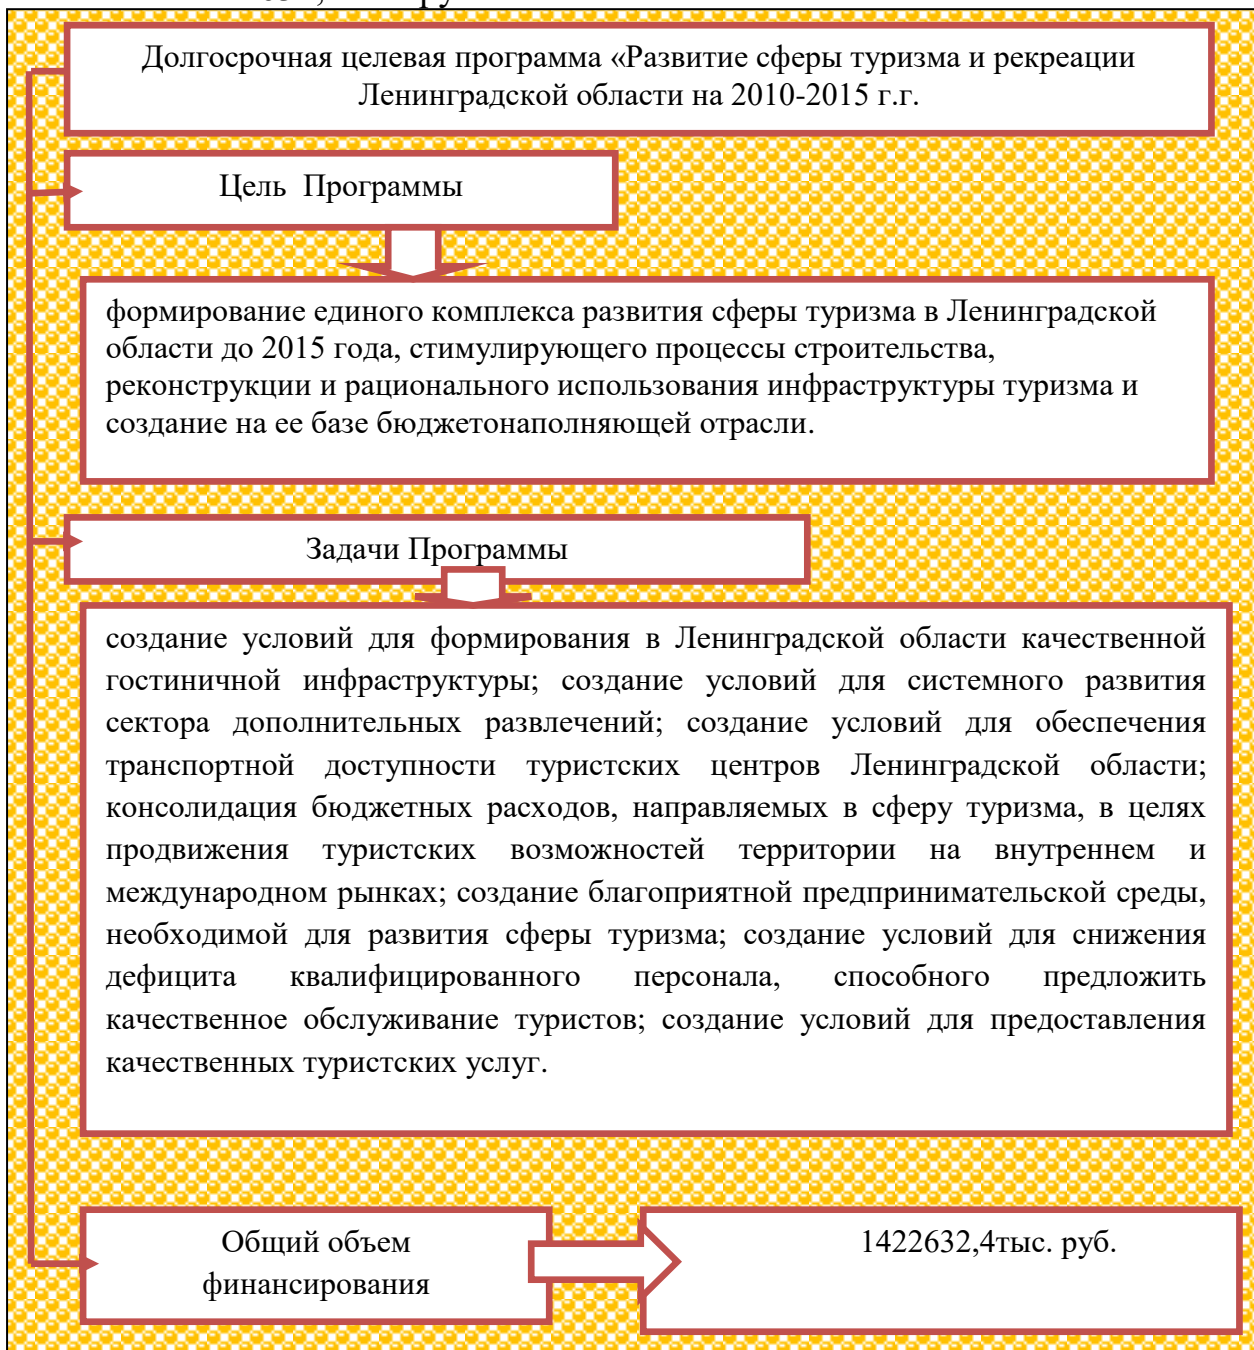 Долгосрочная целевая программа «Развитие сферы туризма и рекреации
Ленинградской области на 2010-2015 г.г.
Цель Программы
формирование единого комплекса развития сферы туризма в Ленинградской
области до 2015 года, стимулирующего процессы строительства,
реконструкции и рационального использования инфраструктуры туризма и
создание на ее базе бюджетонаполняющей отрасли.
Задачи Программы
создание условий для формирования в Ленинградской области качественной
гостиничной инфраструктуры; создание условий для системного развития
сектора дополнительных развлечений; создание условий для обеспечения
транспортной доступности туристских центров Ленинградской области;
консолидация бюджетных расходов, направляемых в сферу туризма, в целях
продвижения туристских возможностей территории на внутреннем и
международном рынках; создание благоприятной предпринимательской среды,
необходимой для развития сферы туризма; создание условий для снижения
дефицита квалифицированного персонала, способного предложить
качественное обслуживание туристов; создание условий для предоставления
качественных туристских услуг.
Общий объем
финансирования
1422632,4тыс. руб.